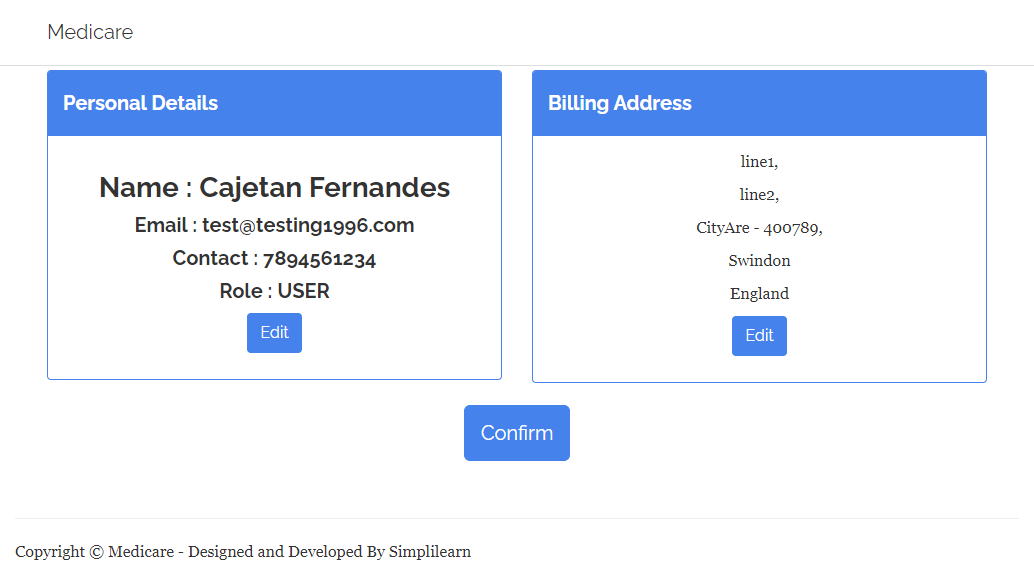 Medicare
Personal Details
Name : Cajetan Fernandes
Email : test@testing1996.com
Contact : 7894561234
Role : USER
Edit
Billing Address
line1,
line2,
CityAre - 400789,
Swindon
England
Edit
Confirm
Copyright © Medicare - Designed and Developed By Simplilearn